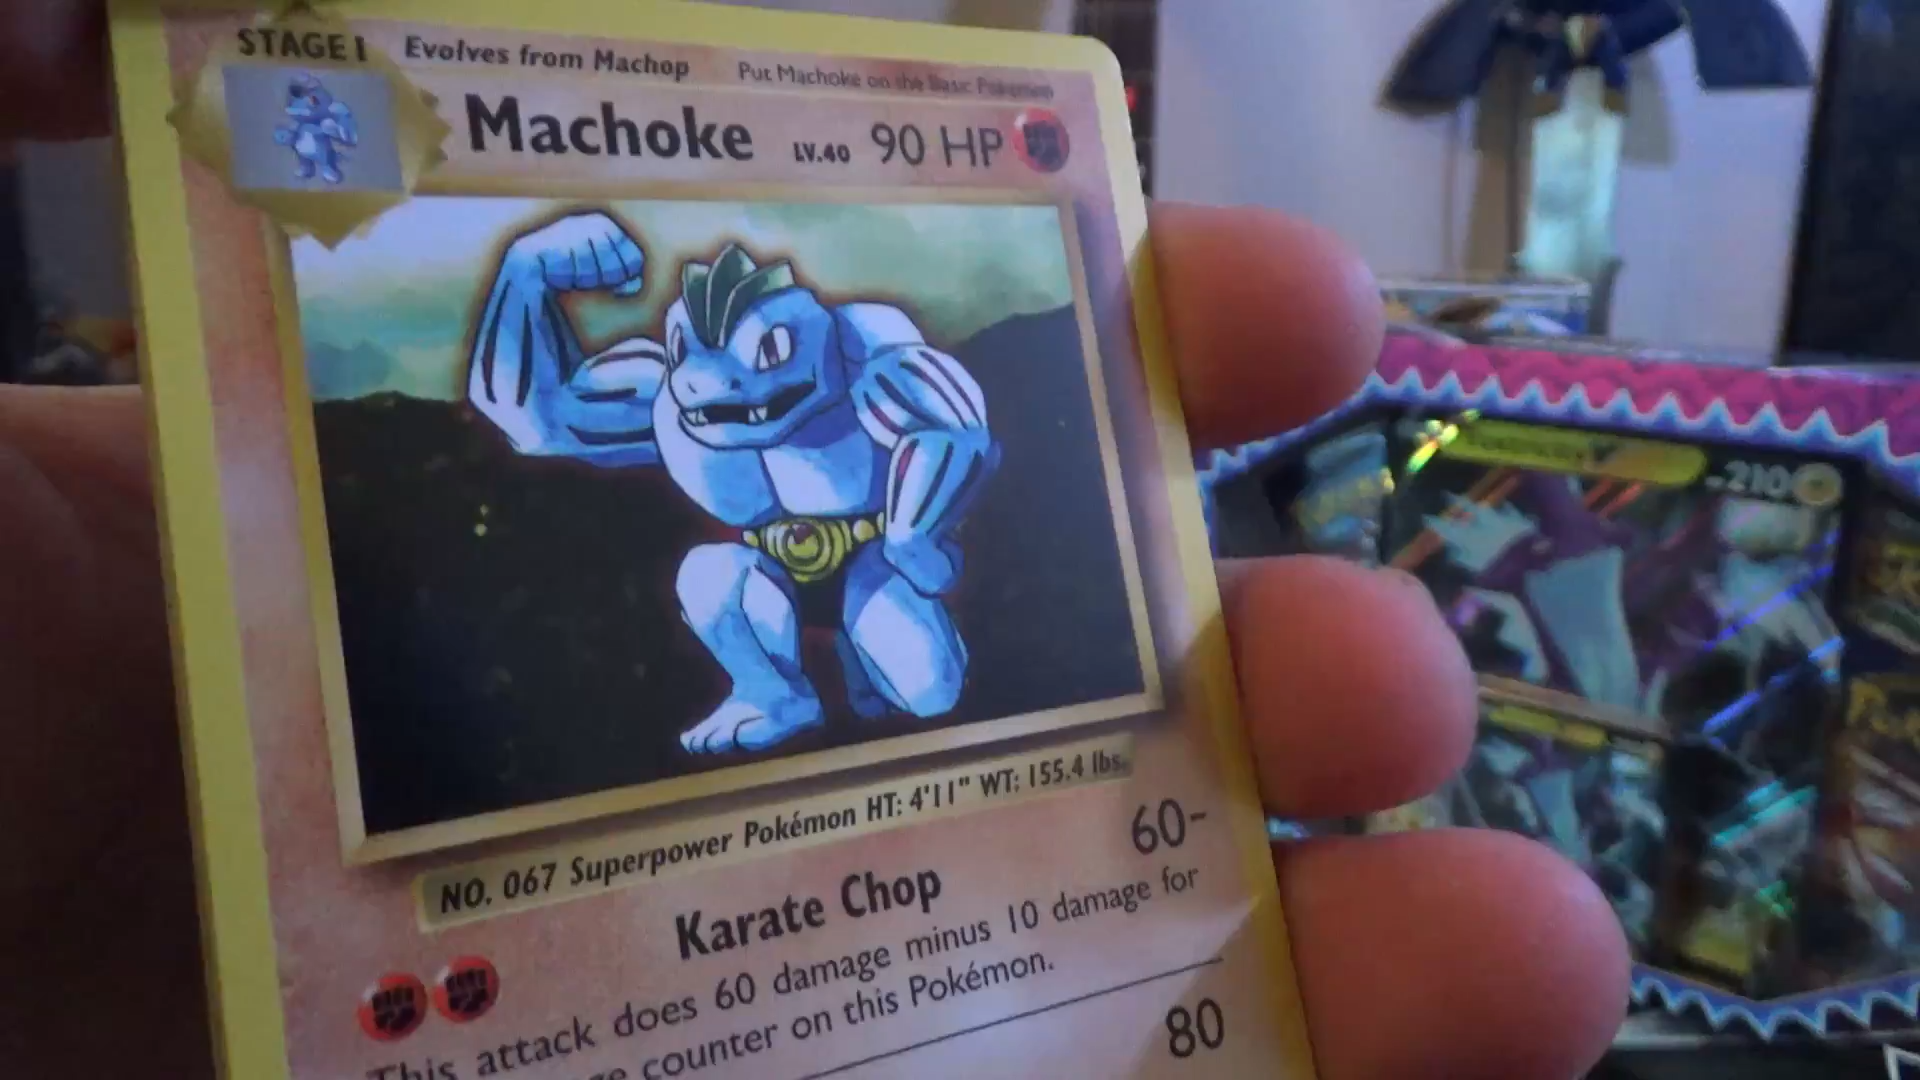 STAGE 1 Evolves from Machop Put Machoke on the Basic Pokémon
Machoke LV.40 90 HP
NO. 067 Superpower Pokémon HT: 4'11" WT: 155.4 lbs.
Karate Chop 60-
This attack does 60 damage minus 10 damage for
counter on this Pokémon.
80
210